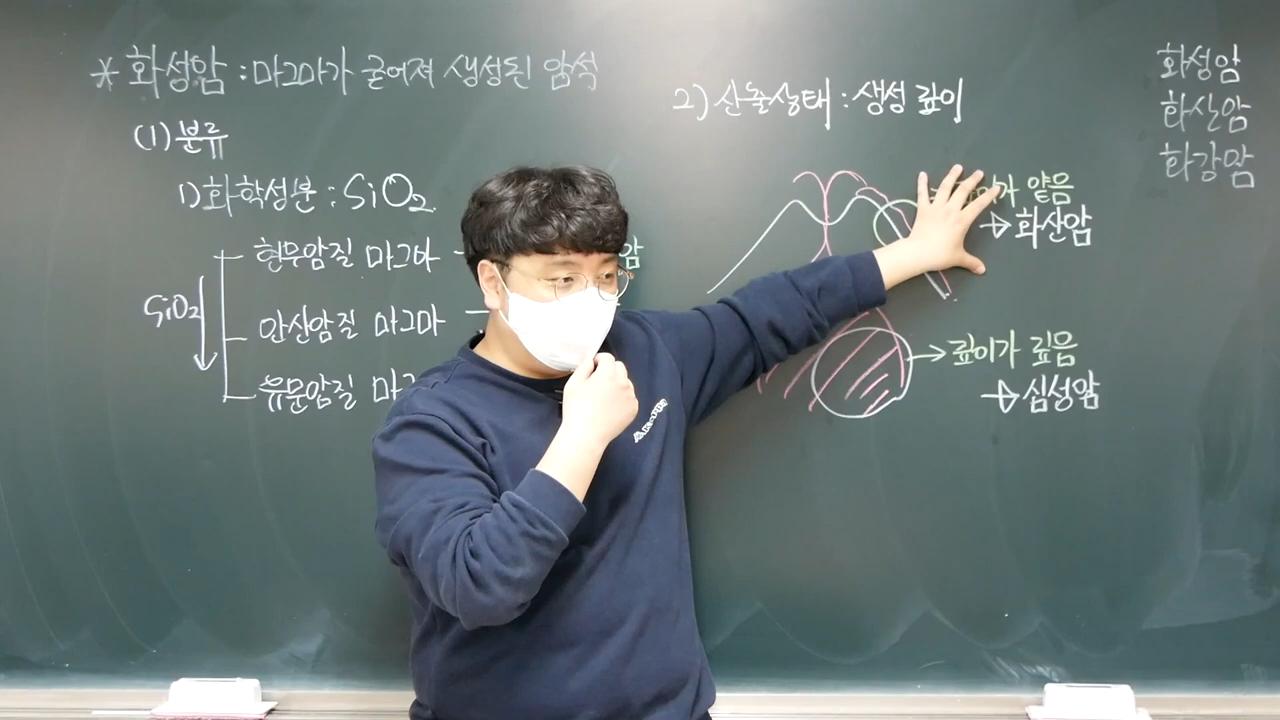 * 화성암 : 마그마가 굳어져 생성된 암석
(1) 분류
1) 화학성분 : SiO₂
현무암질 마그마
암
SiO₂
안산암질 마그마
유문암질 마그
2) 산출상태 : 생성 깊이
가 얕음
→ 화산암
→ 깊이가 깊음
→ 심성암
화성암
화산암
화강암